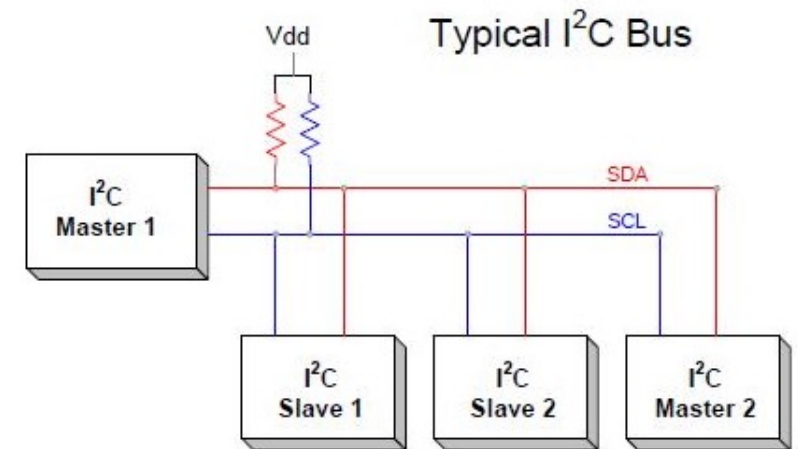 Typical I²C Bus
Vdd
SDA
SCL
I²C
Master 1
I²C
Slave 1
I²C
Slave 2
I²C
Master 2